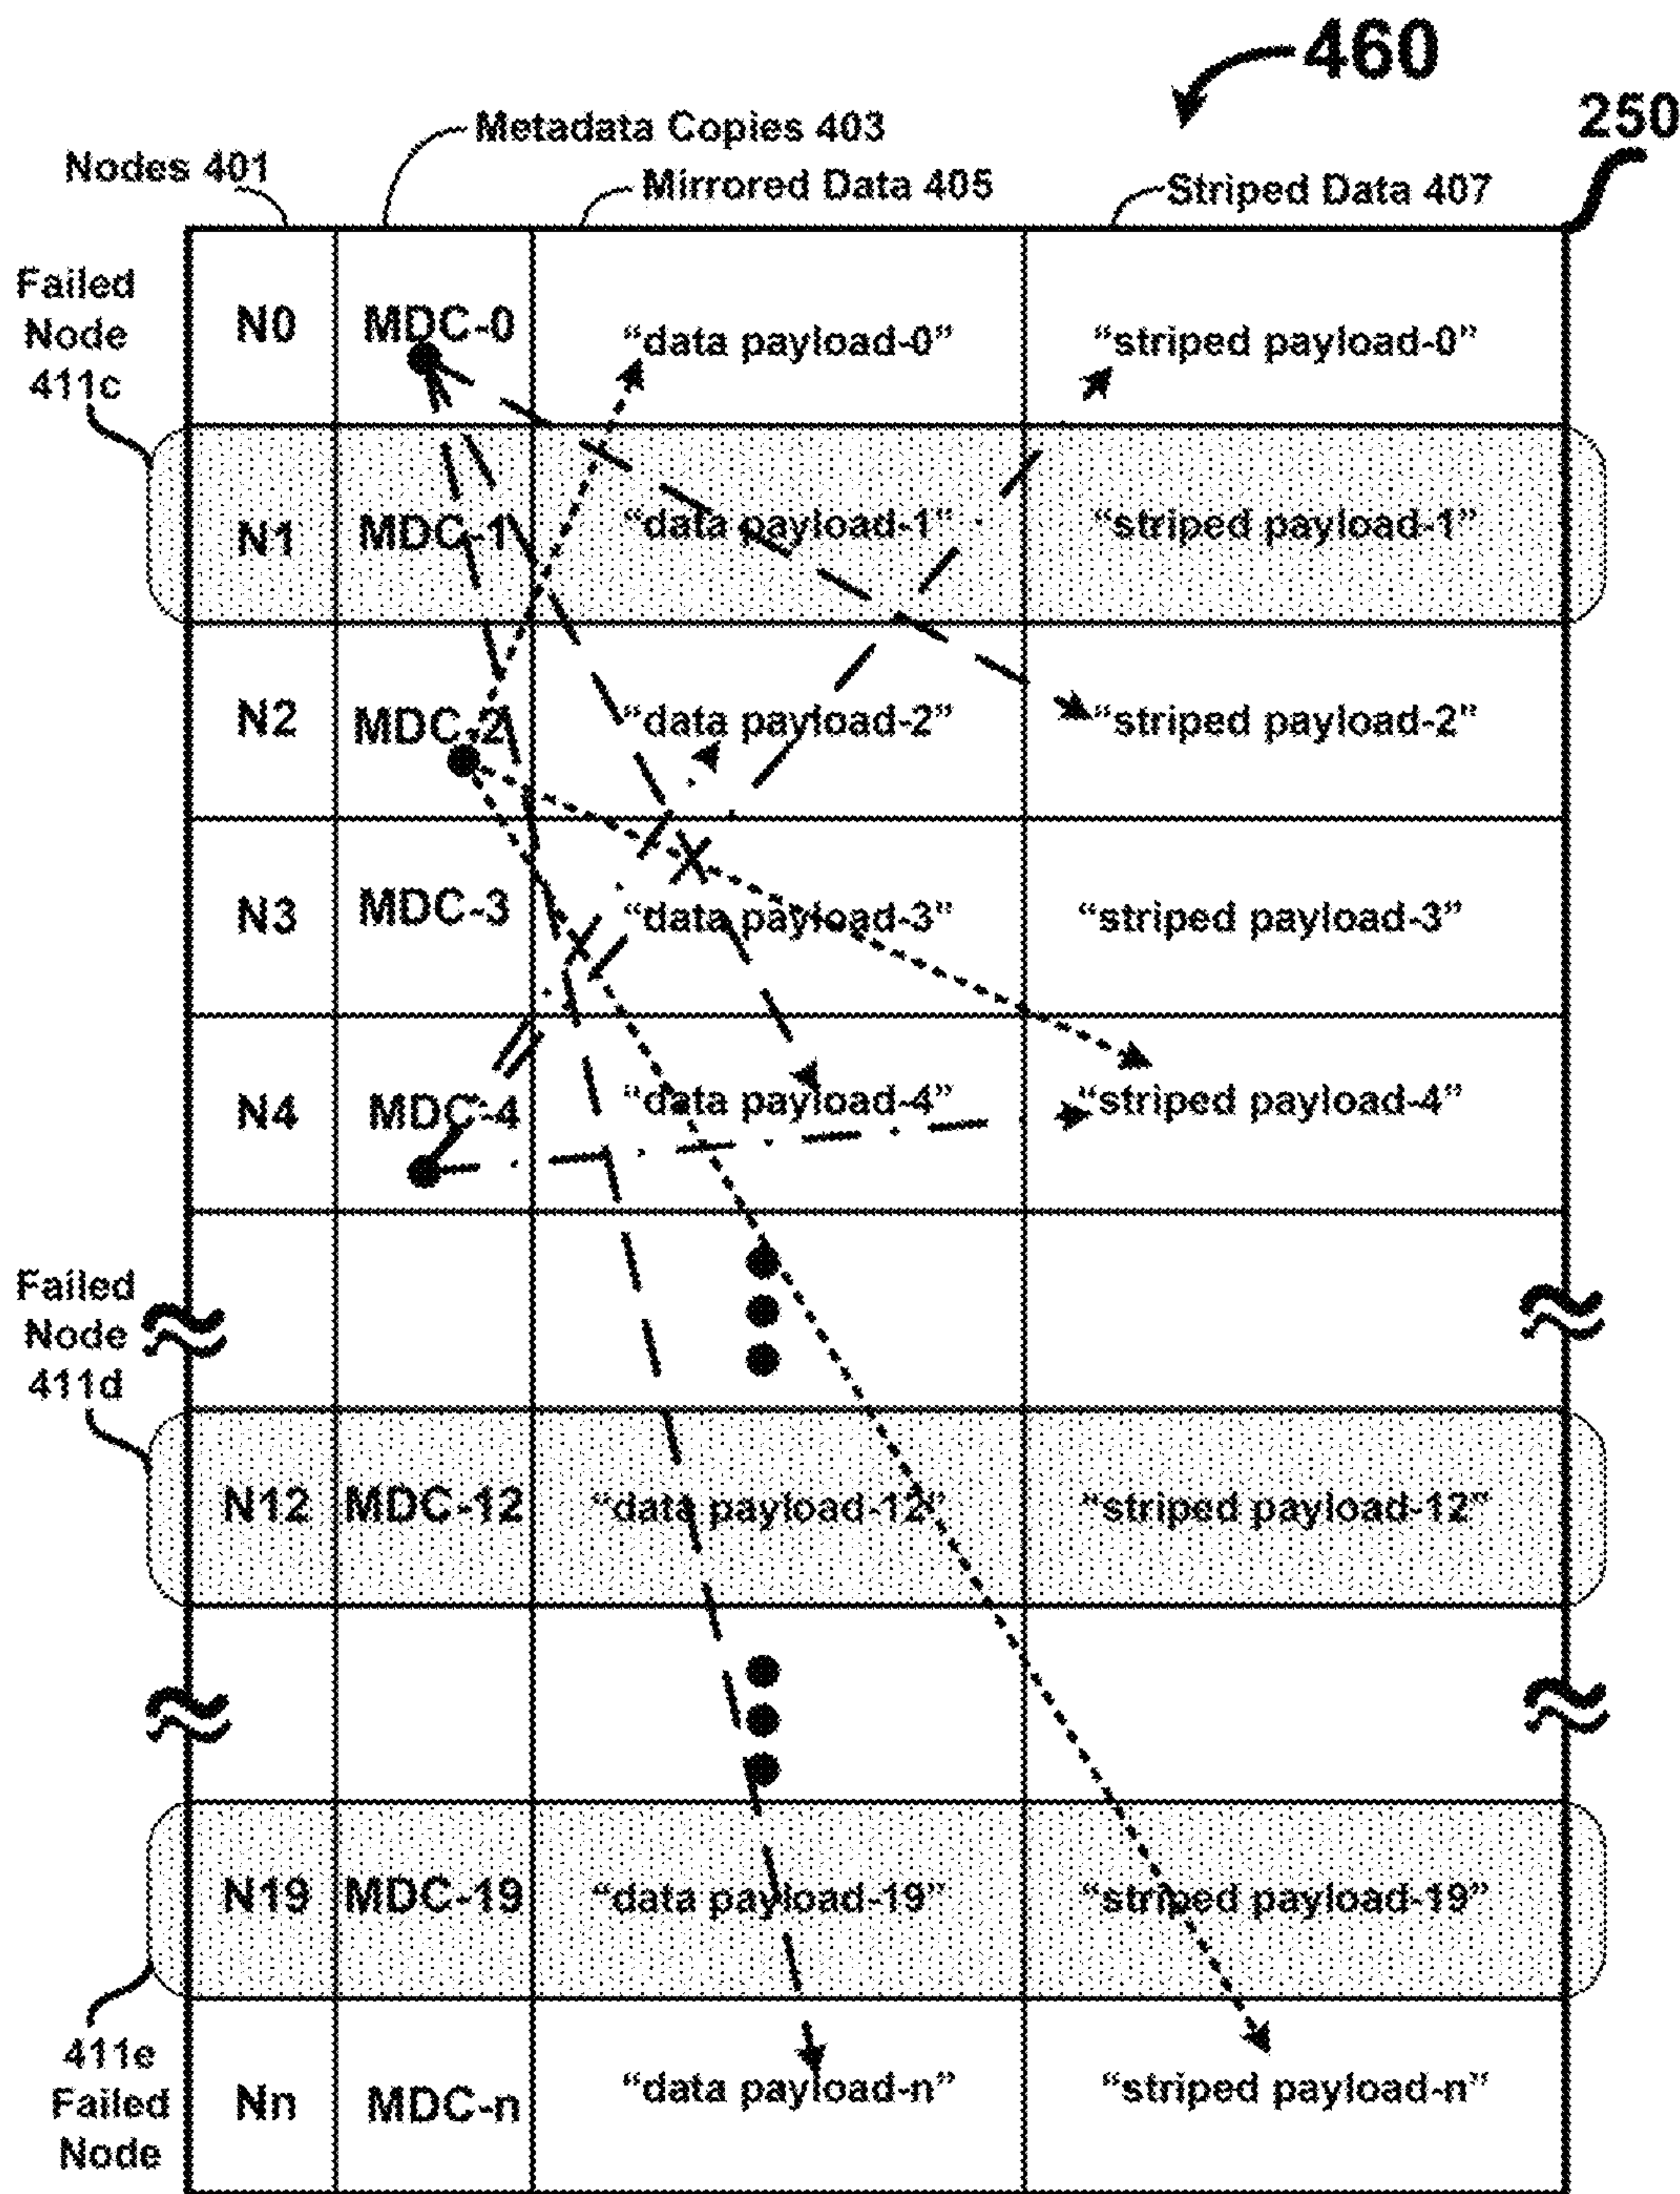 460
250
Metadata Copies 403
Nodes 401
Mirrored Data 405
Striped Data 407
Failed
Node
411c
N0 MDC-0 “data payload-0” “striped payload-0”
N1 MDC-1 “data payload-1” “striped payload-1”
N2 MDC-2 “data payload-2” “striped payload-2”
N3 MDC-3 “data payload-3” “striped payload-3”
N4 MDC-4 “data payload-4” “striped payload-4”
Failed
Node
411d
N12 MDC-12 “data payload-12” “striped payload-12”
N19 MDC-19 “data payload-19” “striped payload-19”
411e
Failed
Node
Nn MDC-n “data payload-n” “striped payload-n”